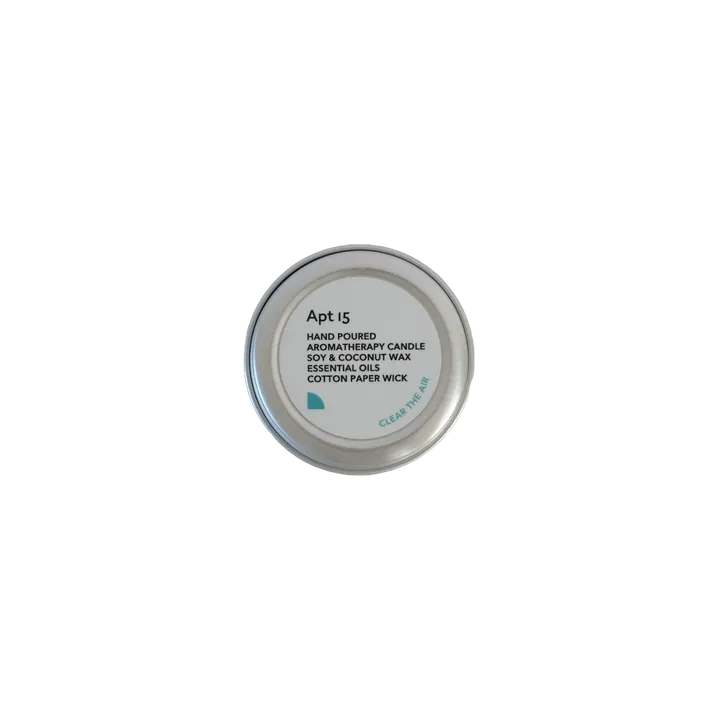 Apt 15
HAND POURED
AROMATHERAPY CANDLE
SOY & COCONUT WAX
ESSENTIAL OILS
COTTON PAPER WICK
CLEAR THE AIR